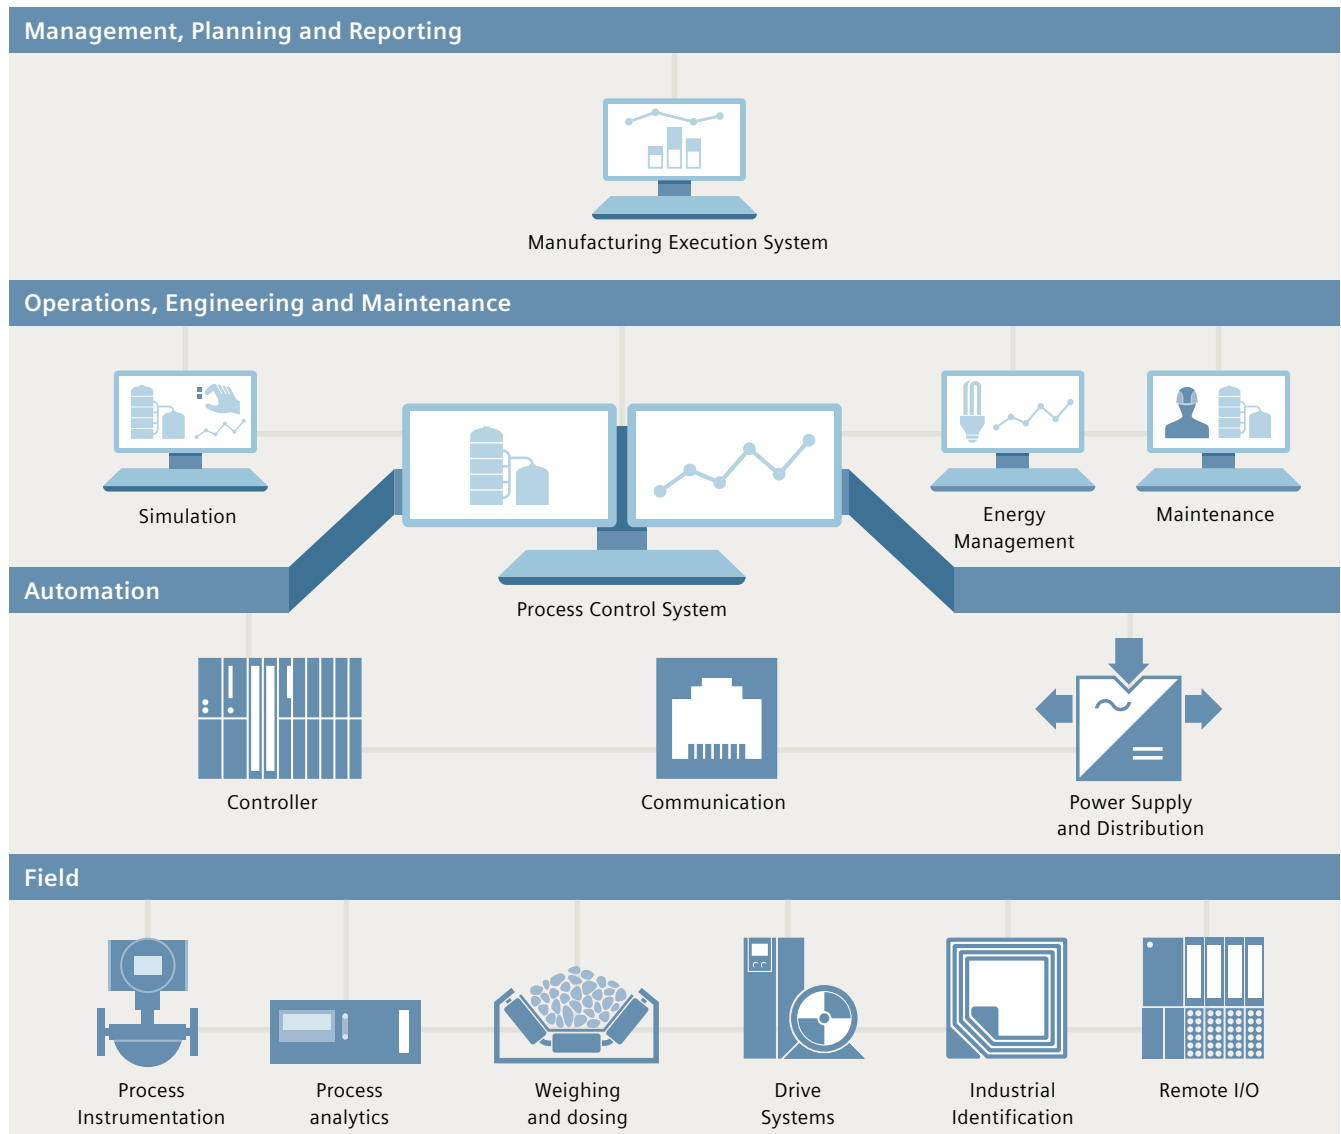 Management, Planning and Reporting
Manufacturing Execution System
Operations, Engineering and Maintenance
Simulation
Energy
Management
Maintenance
Automation
Process Control System
Controller
Communication
Power Supply
and Distribution
Field
Process
Instrumentation
Process
analytics
Weighing
and dosing
Drive
Systems
Industrial
Identification
Remote I/O